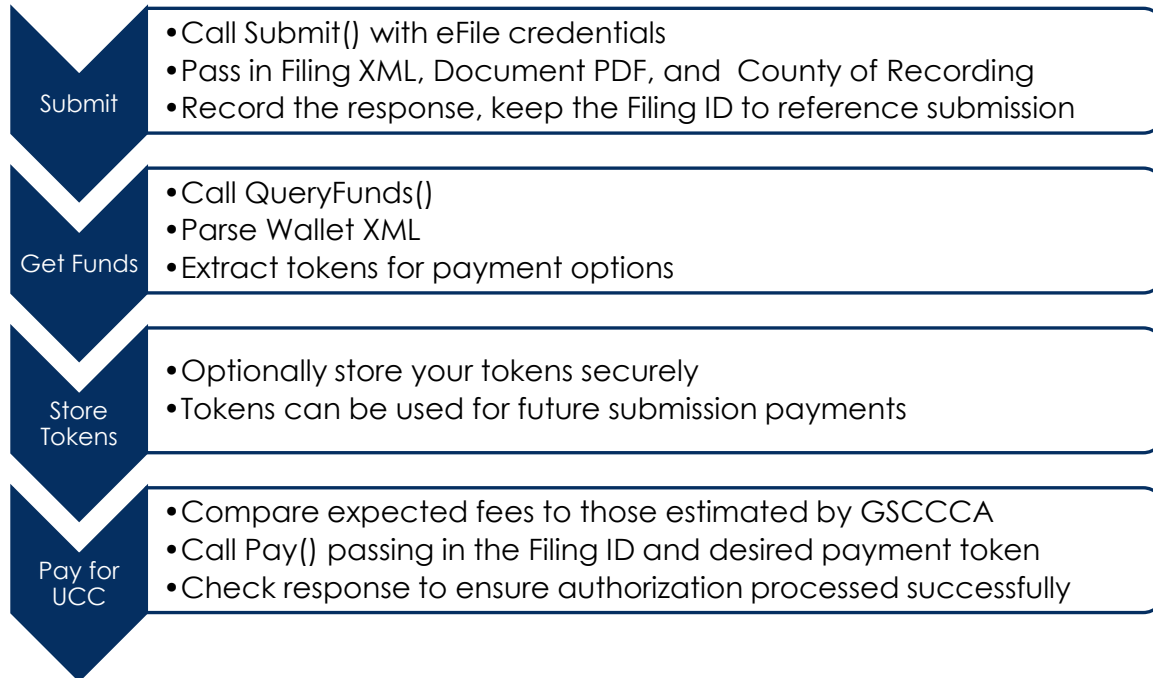 Submit
•Call Submit() with eFile credentials
•Pass in Filing XML, Document PDF, and County of Recording
•Record the response, keep the Filing ID to reference submission
Get Funds
•Call QueryFunds()
•Parse Wallet XML
•Extract tokens for payment options
Store
Tokens
•Optionally store your tokens securely
•Tokens can be used for future submission payments
Pay for
UCC
•Compare expected fees to those estimated by GSCCCA
•Call Pay() passing in the Filing ID and desired payment token
•Check response to ensure authorization processed successfully